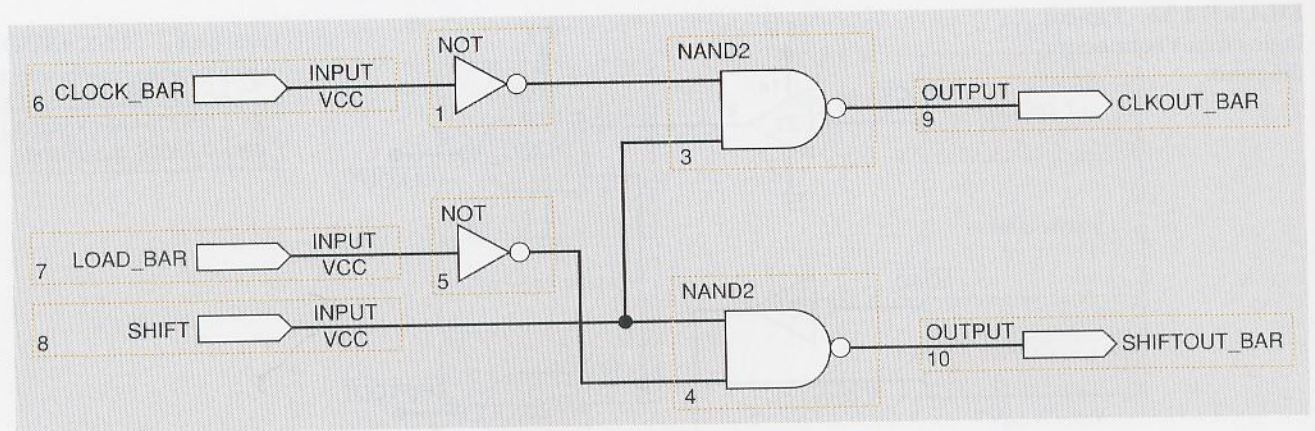 NOT
NAND2
6 CLOCK_BAR INPUT VCC
1
OUTPUT
9
CLKOUT_BAR
3
NOT
7 LOAD_BAR INPUT VCC
5
NAND2
8 SHIFT INPUT VCC
OUTPUT
10
SHIFTOUT_BAR
4